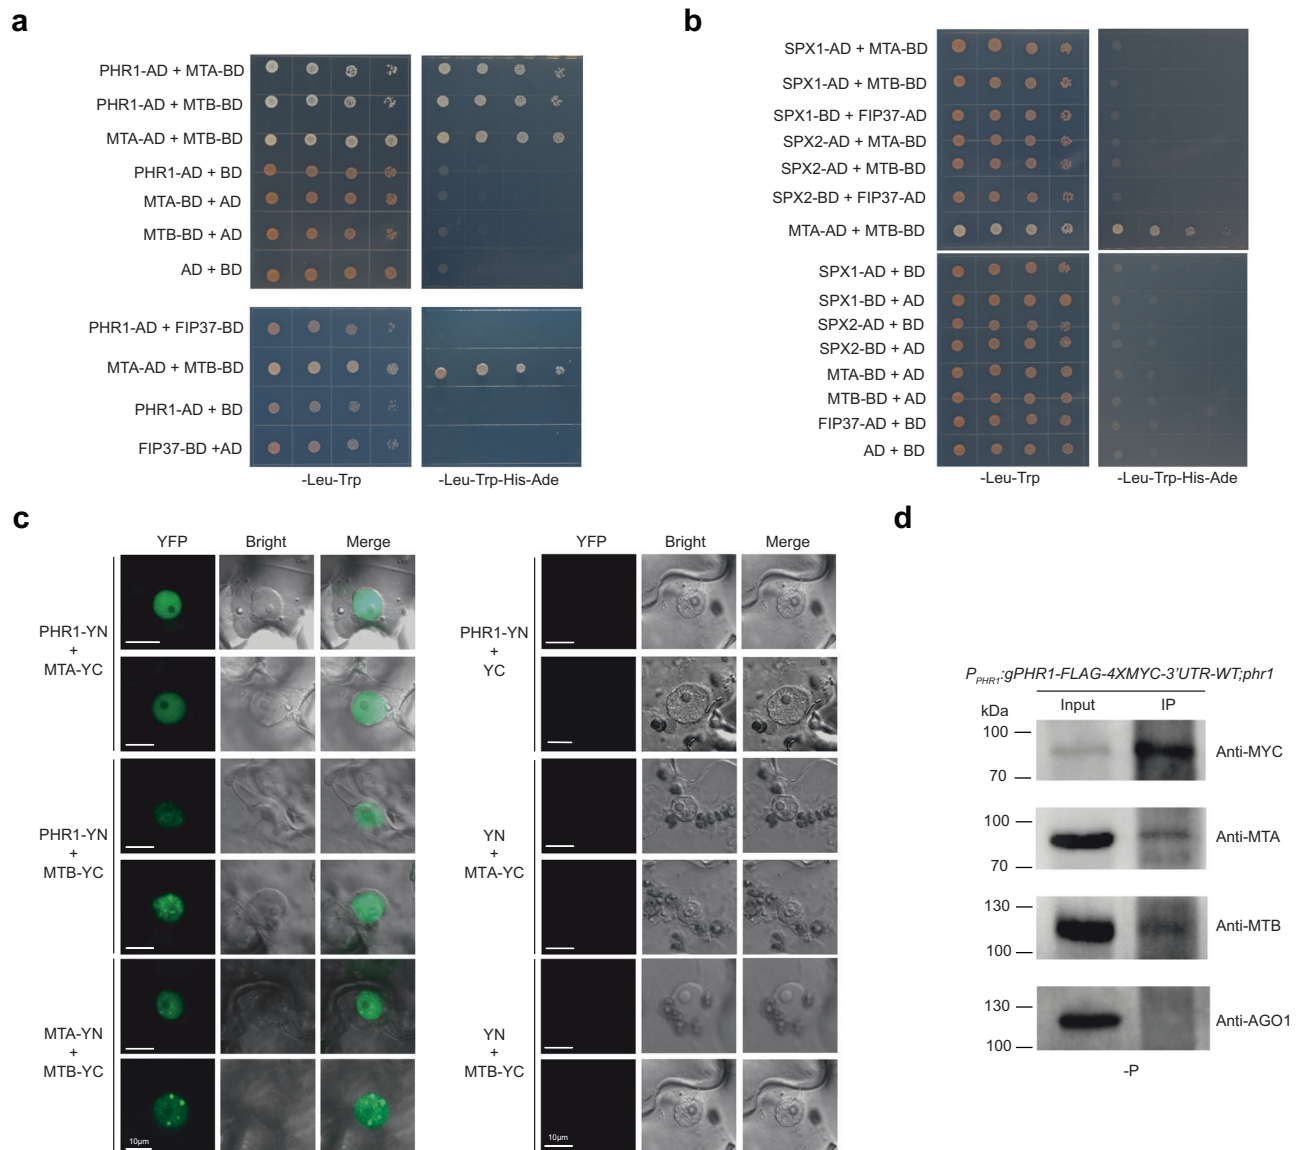 a
PHR1-AD + MTA-BD
PHR1-AD + MTB-BD
MTA-AD + MTB-BD
PHR1-AD + BD
MTA-BD + AD
MTB-BD + AD
AD + BD
PHR1-AD + FIP37-BD
MTA-AD + MTB-BD
PHR1-AD + BD
FIP37-BD +AD
-Leu-Trp
-Leu-Trp-His-Ade
b
SPX1-AD + MTA-BD
SPX1-AD + MTB-BD
SPX1-BD + FIP37-AD
SPX2-AD + MTA-BD
SPX2-AD + MTB-BD
SPX2-BD + FIP37-AD
MTA-AD + MTB-BD
SPX1-AD + BD
SPX1-BD + AD
SPX2-AD + BD
SPX2-BD + AD
MTA-BD + AD
MTB-BD + AD
FIP37-AD + BD
AD + BD
-Leu-Trp
-Leu-Trp-His-Ade
c
YFP Bright Merge
PHR1-YN
+
MTA-YC
PHR1-YN
+
MTB-YC
MTA-YN
+
MTB-YC
10µm
YFP Bright Merge
PHR1-YN
+
YC
YN
+
MTA-YC
YN
+
MTB-YC
10µm
d
PPHR1:gPHR1-FLAG-4XMYC-3'UTR-WT;phr1
kDa Input IP
100
70
Anti-MYC
100
70
Anti-MTA
130
100
Anti-MTB
130
100
Anti-AGO1
-P